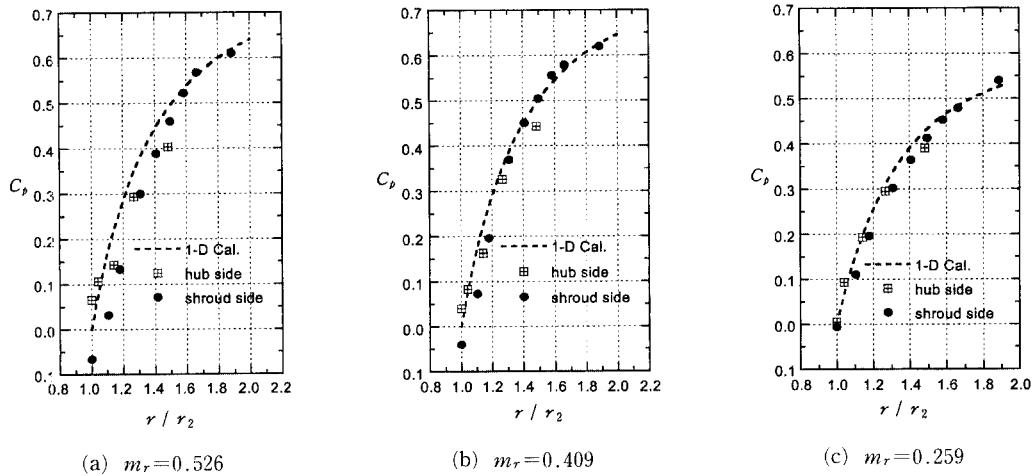 0.7
0.6
0.5
0.4
0.3
0.2
0.1
0.0
0.1
C_p
1-D Cal.
hub side
shroud side
0.8 1.0 1.2 1.4 1.6 1.8 2.0 2.2
r / r_2
(a) m_r=0.526
0.7
0.6
0.5
0.4
0.3
0.2
0.1
0.0
0.1
C_p
1-D Cal.
hub side
shroud side
0.8 1.0 1.2 1.4 1.6 1.8 2.0 2.2
r / r_2
(b) m_r=0.409
0.7
0.6
0.5
0.4
0.3
0.2
0.1
0.0
0.1
C_p
1-D Cal.
hub side
shroud side
0.8 1.0 1.2 1.4 1.6 1.8 2.0
r / r_2
(c) m_r=0.259